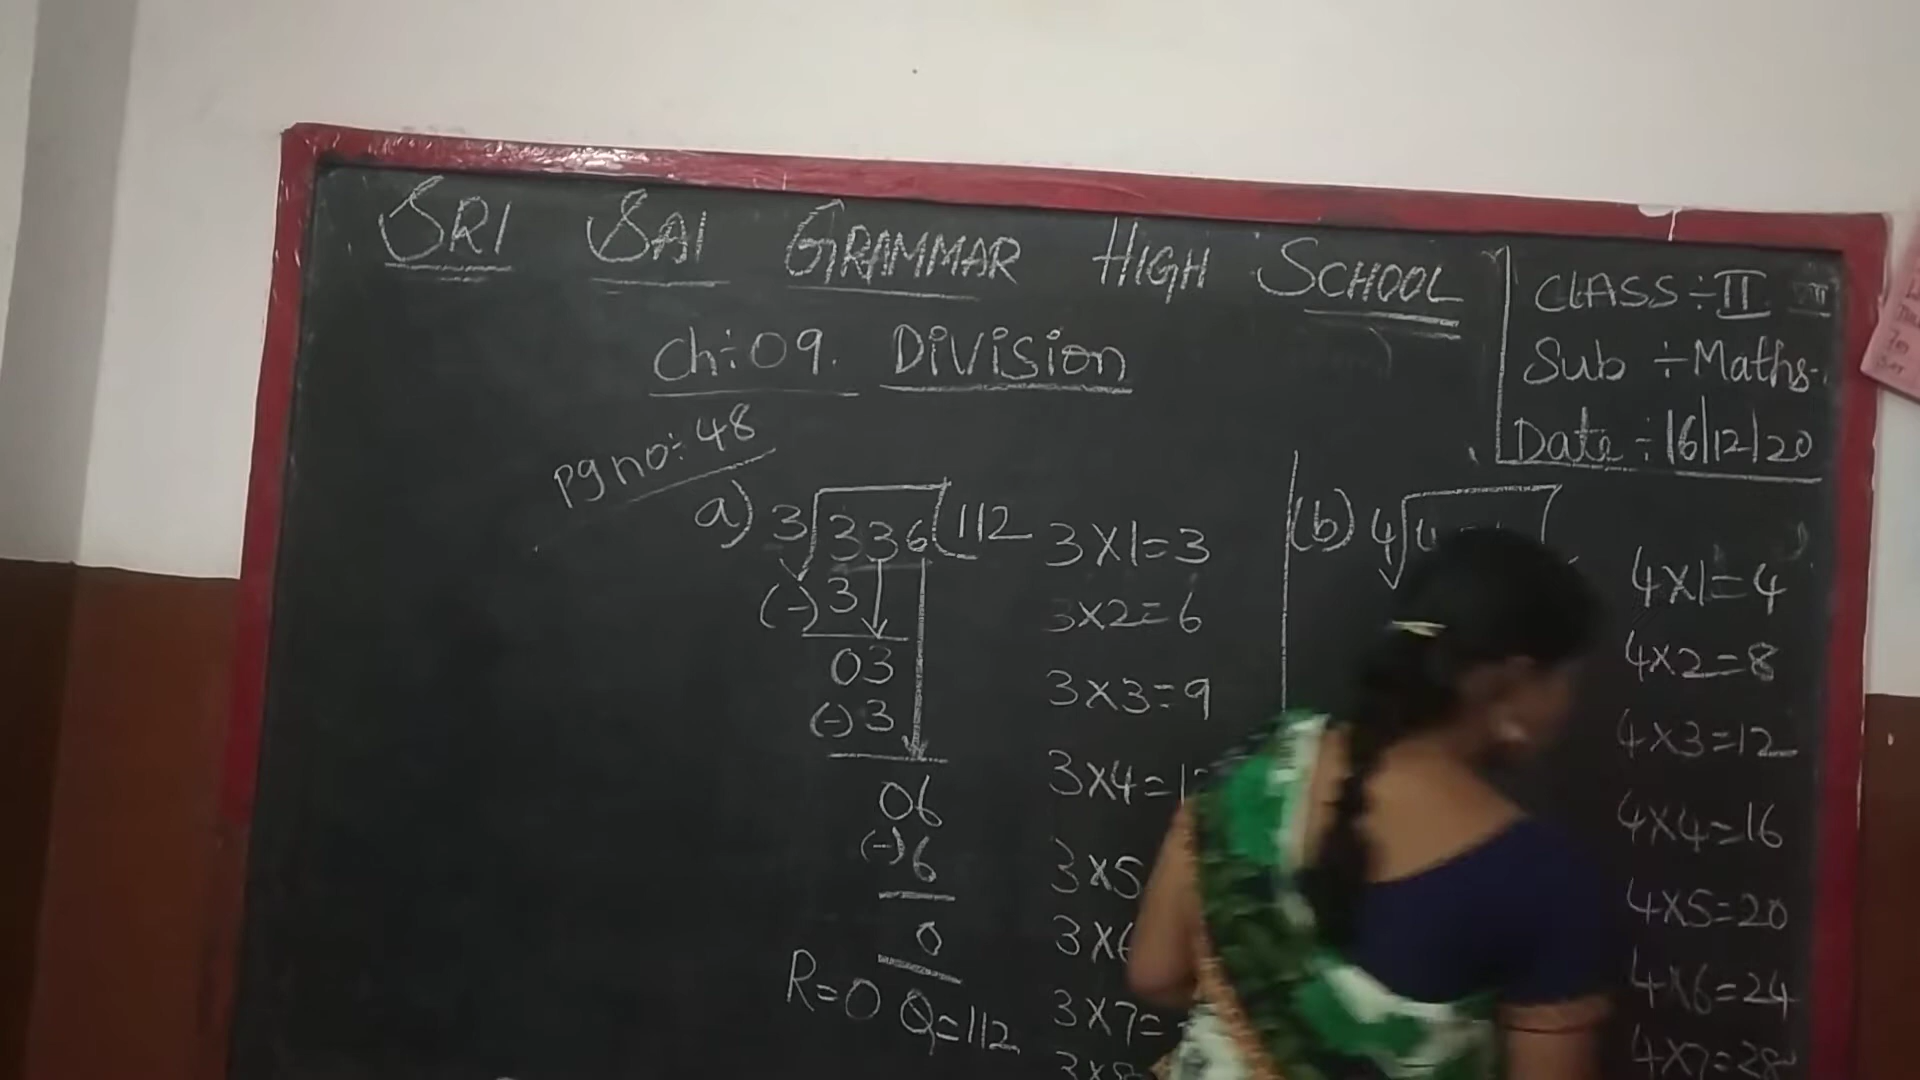 SRI SAI GRAMMAR HIGH SCHOOL
CLASS ÷ II
Sub ÷ Maths.
Date ÷ 16/12/20
Ch ÷ 09. Division
pg no ÷ 48
a) 3 336 112
(-) 3
03
(-) 3
06
(-) 6
0
R=0 Q=112
3X1=3
3X2=6
3X3=9
3X4=1
3X5
3X6
3X7=
3X8=
(b) 4 4
4X1=4
4X2=8
4X3=12
4X4=16
4X5=20
4X6=24
4X7=28